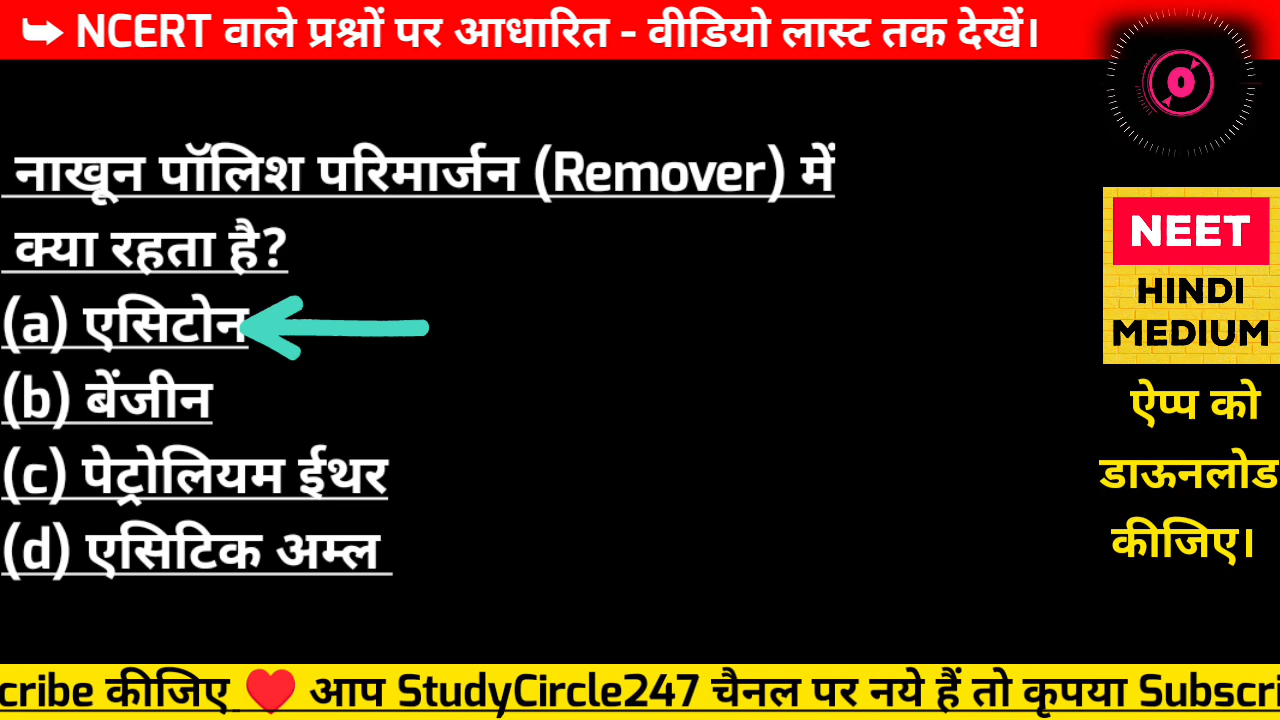 ➥ NCERT वाले प्रश्नों पर आधारित - वीडियो लास्ट तक देखें।
नाखून पॉलिश परिमार्जन (Remover) में
क्या रहता है?
(a) एसिटोन
(b) बेंजीन
(c) पेट्रोलियम ईथर
(d) एसिटिक अम्ल
NEET
HINDI
MEDIUM
ऐप्प को
डाऊनलोड
कीजिए।
cribe कीजिए ❤️ आप StudyCircle247 चैनल पर नये हैं तो कृपया Subscri